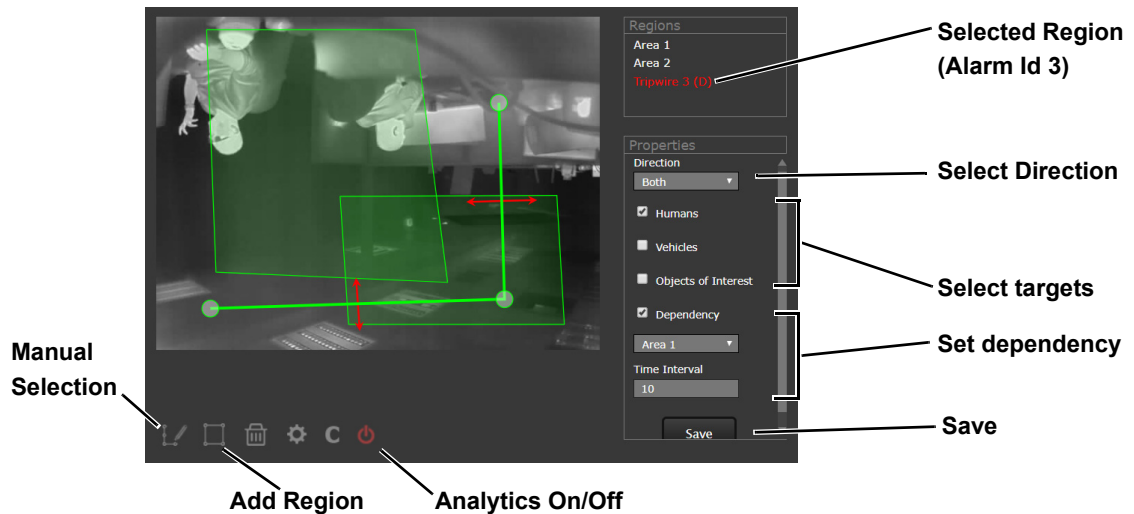 Regions
Area 1
Area 2
Tripwire 3 (D)
Selected Region
(Alarm Id 3)
Properties
Direction
Both
Select Direction
Humans
Vehicles
Objects of Interest
Select targets
Dependency
Area 1
Set dependency
Time Interval
10
Save
Save
Manual
Selection
C
Add Region
Analytics On/Off